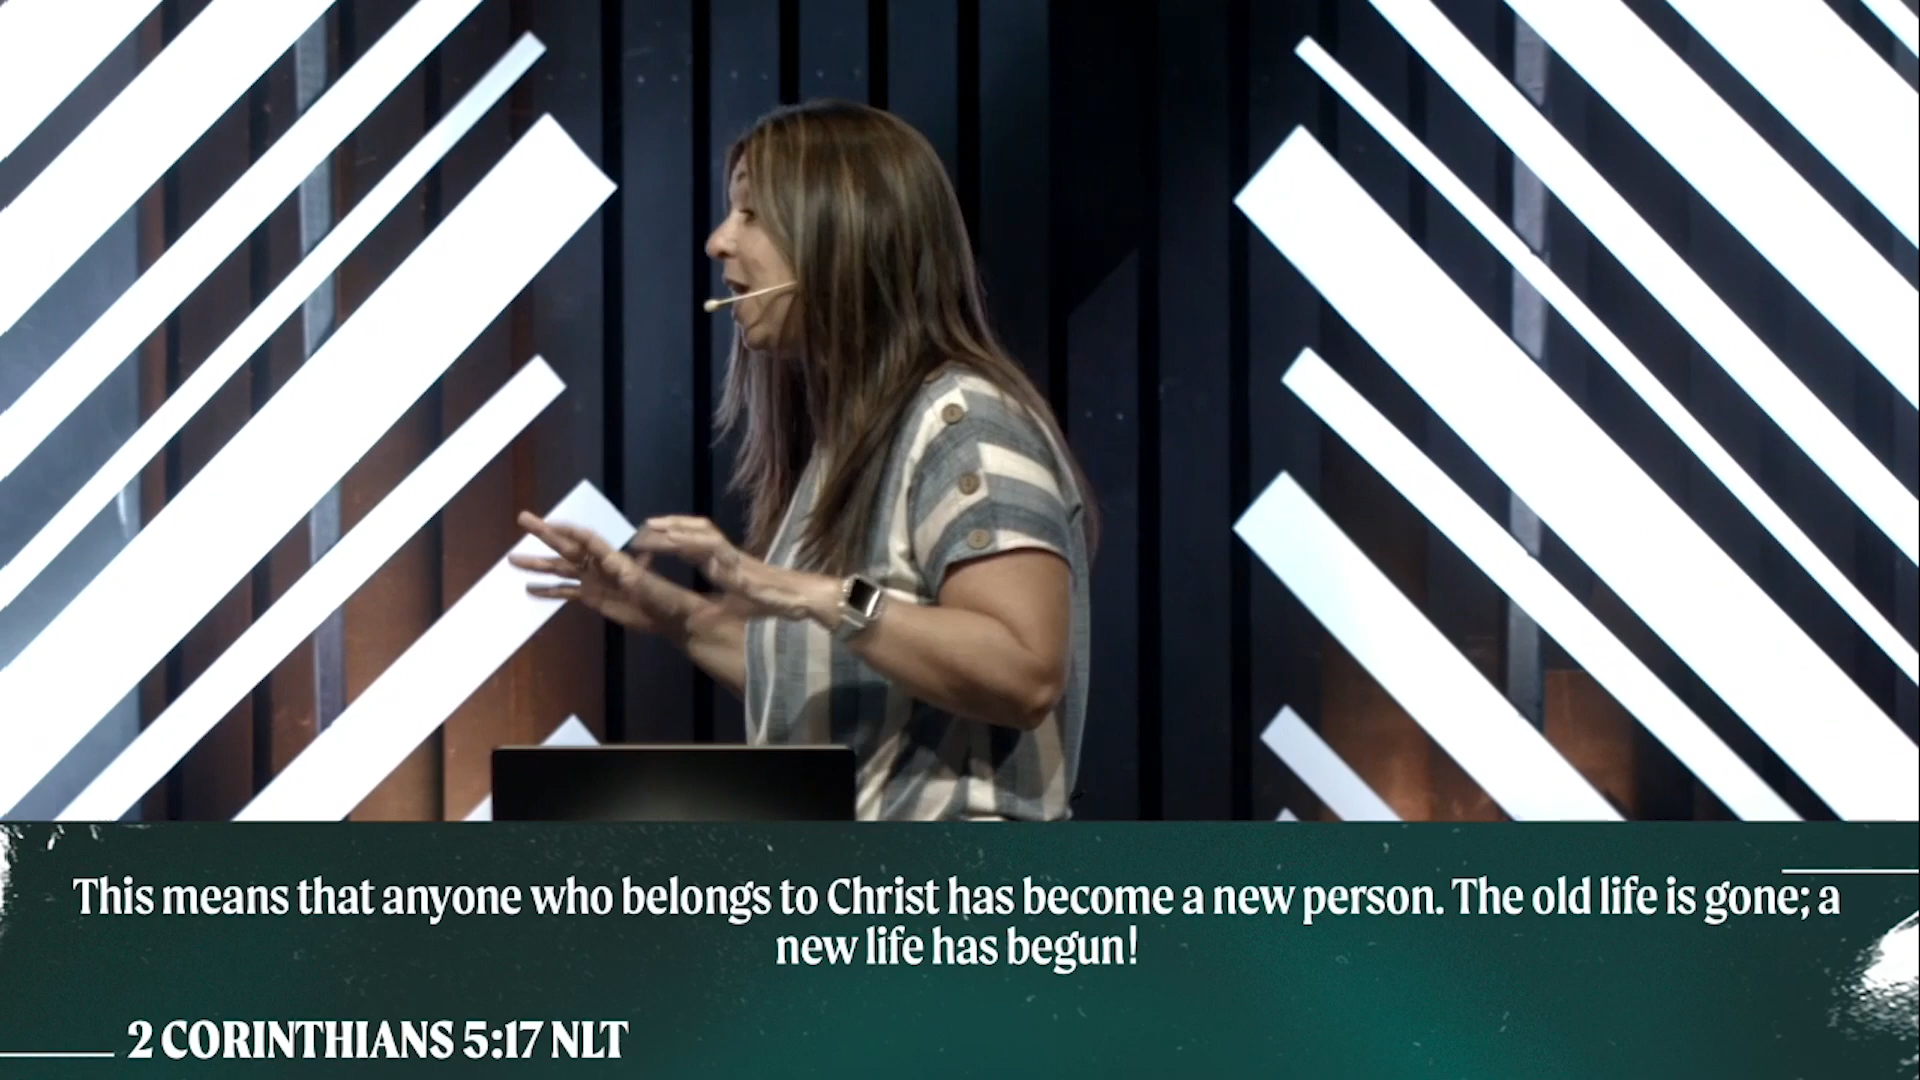 This means that anyone who belongs to Christ has become a new person. The old life is gone; a
new life has begun!
2 CORINTHIANS 5:17 NLT